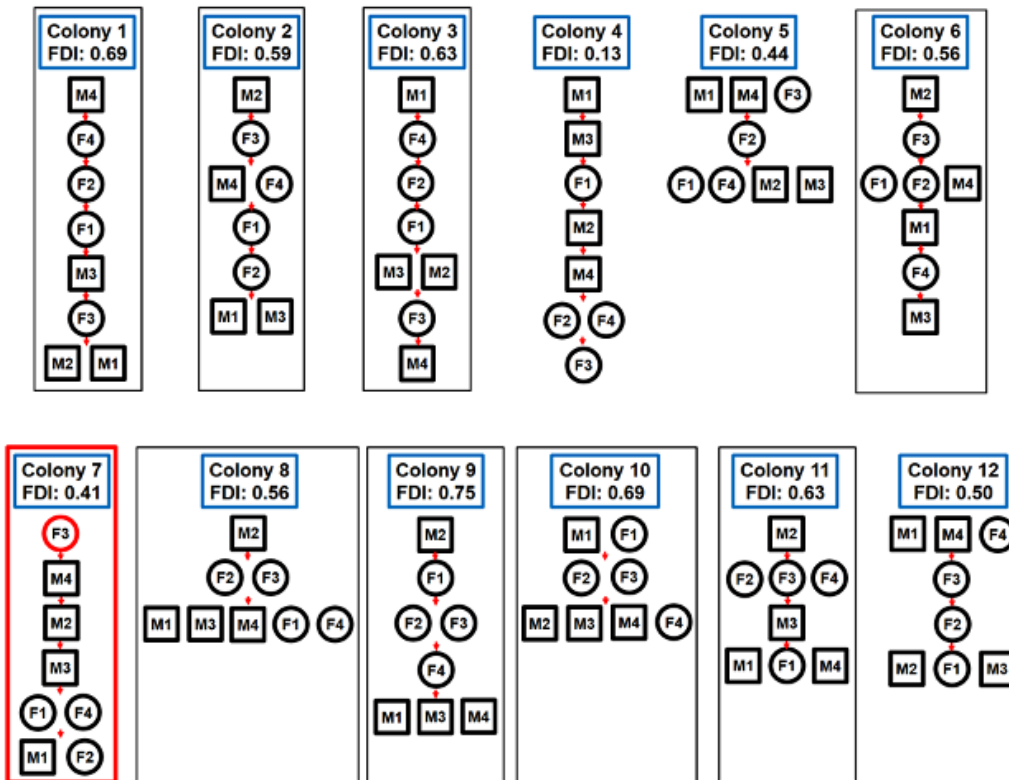 Colony 1
FDI: 0.69
M4
F4
F2
F1
M3
F3
M2 M1
Colony 2
FDI: 0.59
M2
F3
M4 F4
F1
F2
M1 M3
Colony 3
FDI: 0.63
M1
F4
F2
F1
M3 M2
F3
M4
Colony 4
FDI: 0.13
M1
M3
F1
M2
M4
F2 F4
F3
Colony 5
FDI: 0.44
M1 M4 F3
F2
F1 F4 M2 M3
Colony 6
FDI: 0.56
M2
F3
F1 F2 M4
M1
F4
M3
Colony 7
FDI: 0.41
F3
M4
M2
M3
F1 F4
M1 F2
Colony 8
FDI: 0.56
M2
F2 F3
M1 M3 M4 F1 F4
Colony 9
FDI: 0.75
M2
F1
F2 F3
F4
M1 M3 M4
Colony 10
FDI: 0.69
M1 F1
F2 F3
M2 M3 M4 F4
Colony 11
FDI: 0.63
M2
F2 F3 F4
M3
M1 F1 M4
Colony 12
FDI: 0.50
M1 M4 F4
F3
F2
M2 F1 M3